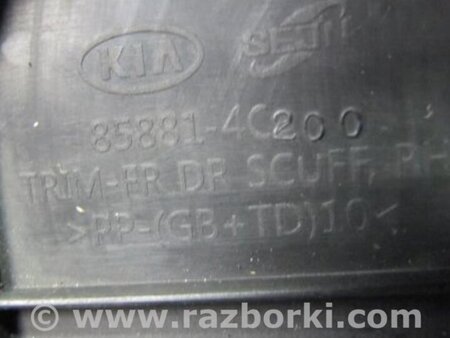 KIA
85881-4C200
TRIM-FR DR SCUFF, RH
>PP-(GB+TD)10<
© www.razborki.com